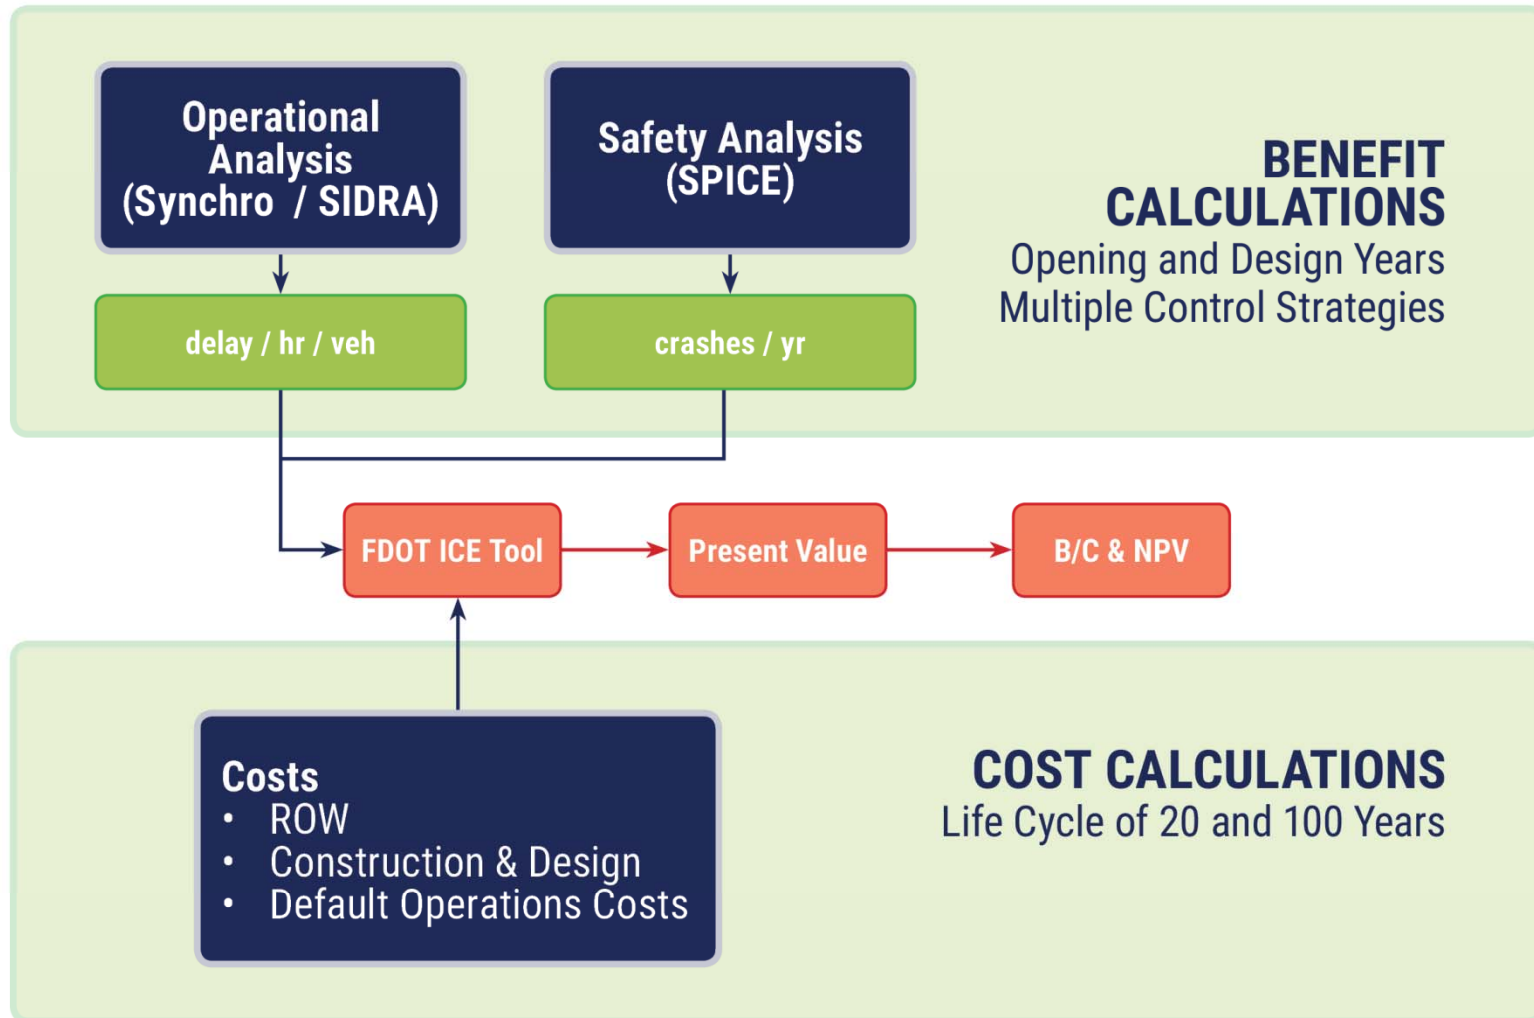 Operational
Analysis
(Synchro / SIDRA)
Safety Analysis
(SPICE)
BENEFIT
CALCULATIONS
Opening and Design Years
Multiple Control Strategies
delay / hr / veh
crashes / yr
FDOT ICE Tool
Present Value
B/C & NPV
Costs
• ROW
• Construction & Design
• Default Operations Costs
COST CALCULATIONS
Life Cycle of 20 and 100 Years